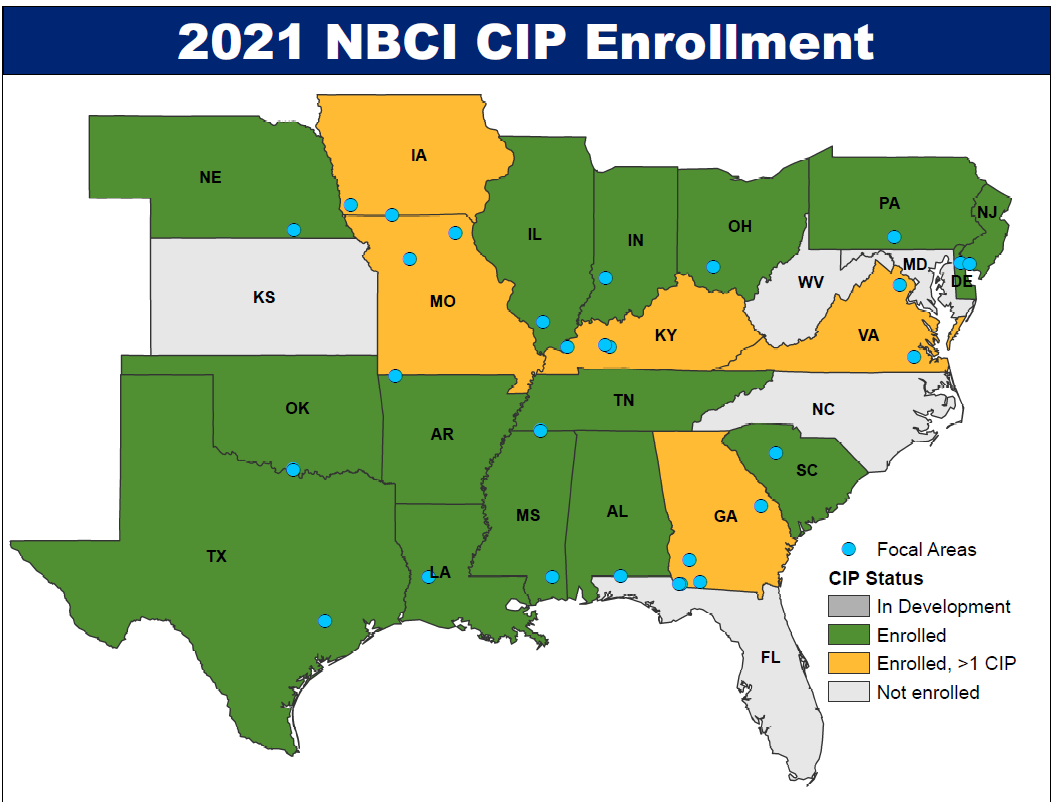 2021 NBCI CIP Enrollment
IA
NE
PA
NJ
OH
IL
IN
MD
WV
DE
KS
MO
KY
VA
TN
OK
NC
AR
SC
MS
AL
GA
TX
LA
FL
Focal Areas
CIP Status
In Development
Enrolled
Enrolled, >1 CIP
Not enrolled